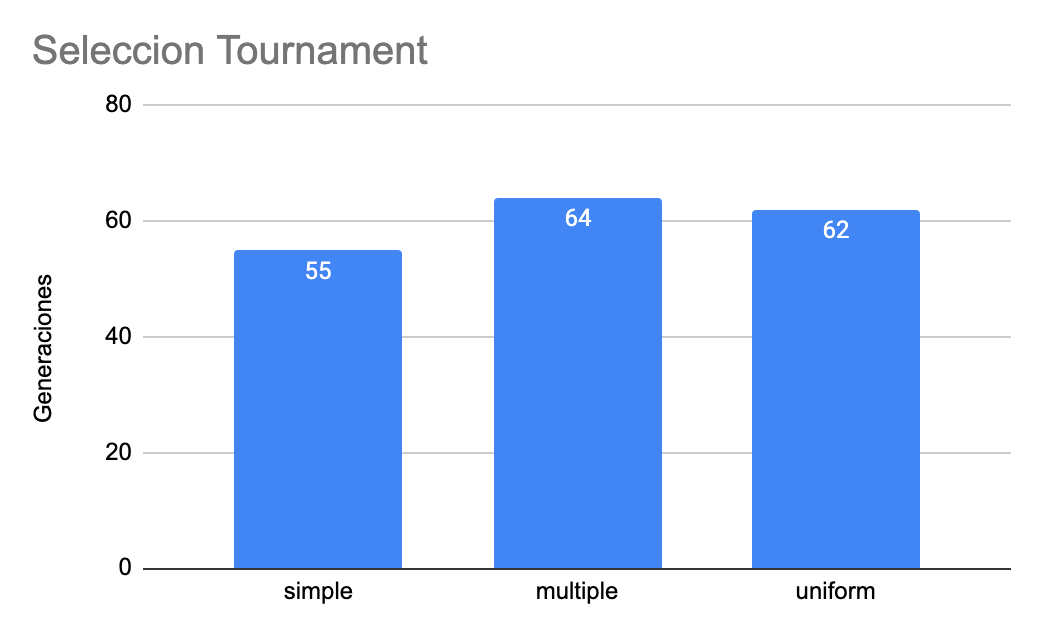 Seleccion Tournament
Generaciones
80
60
40
20
0
55
64
62
simple
multiple
uniform